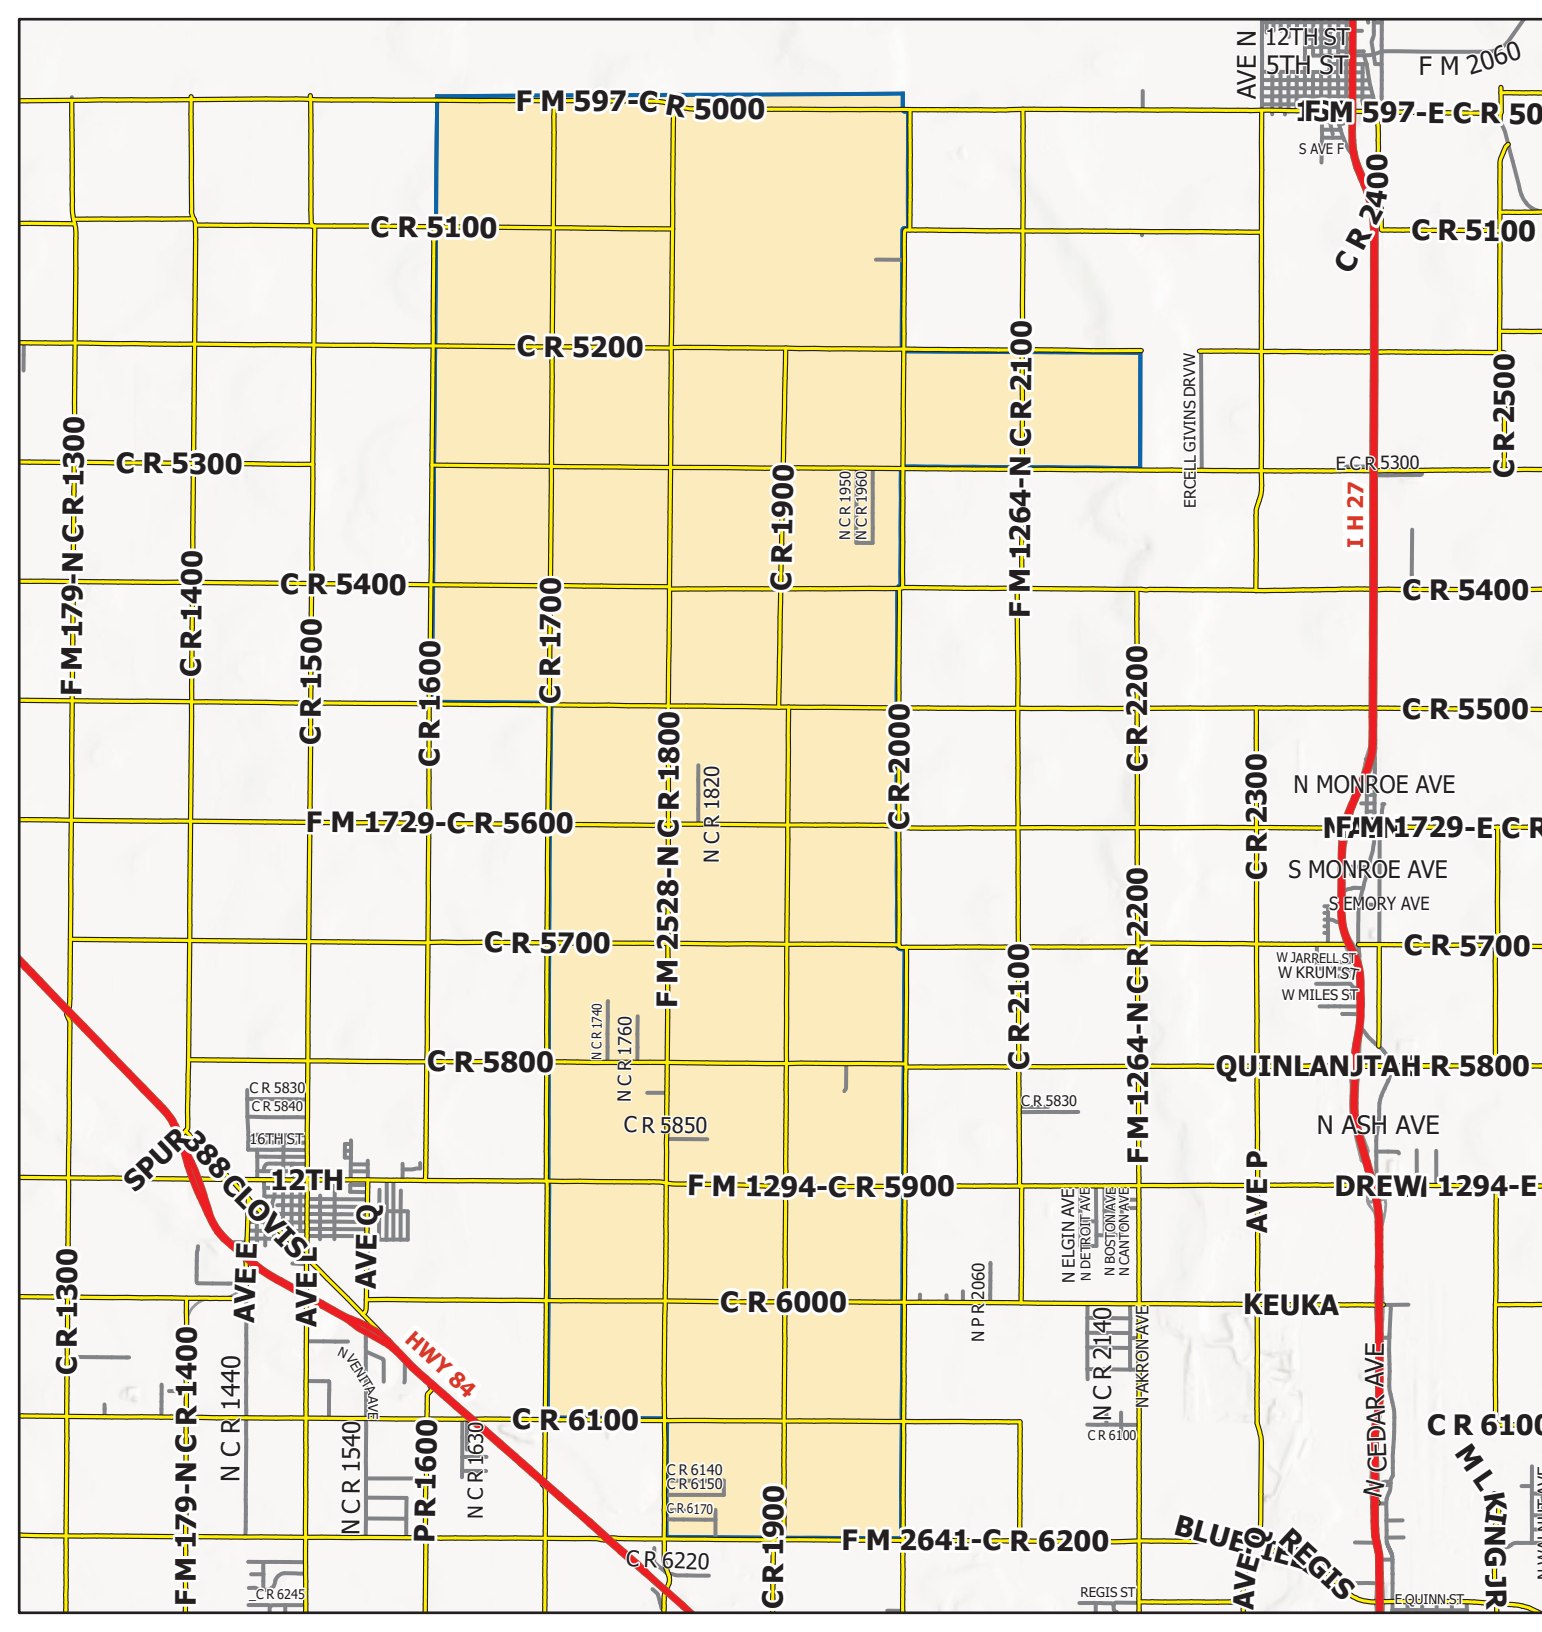 12TH ST
AVE N
5TH ST
F M 2060
F M 597-C R 5000
F M 597-E C R 50
S AVE F
C R 2400
C R 5100
C R 5100
C R 5200
F M 1264-N C R 2100
ERCELL GIVINS DRVW
C R 2500
F M 179-N C R 1300
C R 5300
E C R 5300
C R 1900
N C R 1950
N C R 1960
I H 27
C R 1400
C R 5400
C R 1700
C R 5400
C R 1500
C R 1600
C R 2200
C R 5500
F M 2528-N C R 1800
C R 2000
N C R 1820
C R 2300
N MONROE AVE
F M 1729-C R 5600
1729-E C R
S MONROE AVE
S EMORY AVE
F M 1264-N C R 2200
C R 5700
C R 5700
C R 2100
W JARRELL ST
W KRUM ST
W MILES ST
N C R 1740
N C R 1760
C R 5800
R 5800
C R 5830
C R 5840
C R 5830
16TH ST
C R 5850
N ASH AVE
SPUR 388
CLOVIS
12TH
F M 1294-C R 5900
1294-E
AVE P
AVE Q
N ELGIN AVE
N DETROIT AVE
N BOSTON AVE
N CANTON AVE
C R 1300
AVE E
AVE L
N P R 2060
C R 6000
KEUKA
F M 179-N C R 1400
N C R 1440
N VENITA AVE
HWY 84
N C R 2140
N AKRON AVE
N CEDAR AVE
C R 6100
C R 6100
C R 6100
N C R 1540
P R 1600
N C R 1630
C R 6140
C R 6150
C R 6170
C R 1900
M L KING JR
F M 2641-C R 6200
REGIS
AVE Q
C R 6220
C R 6245
REGIS ST
E QUINN ST